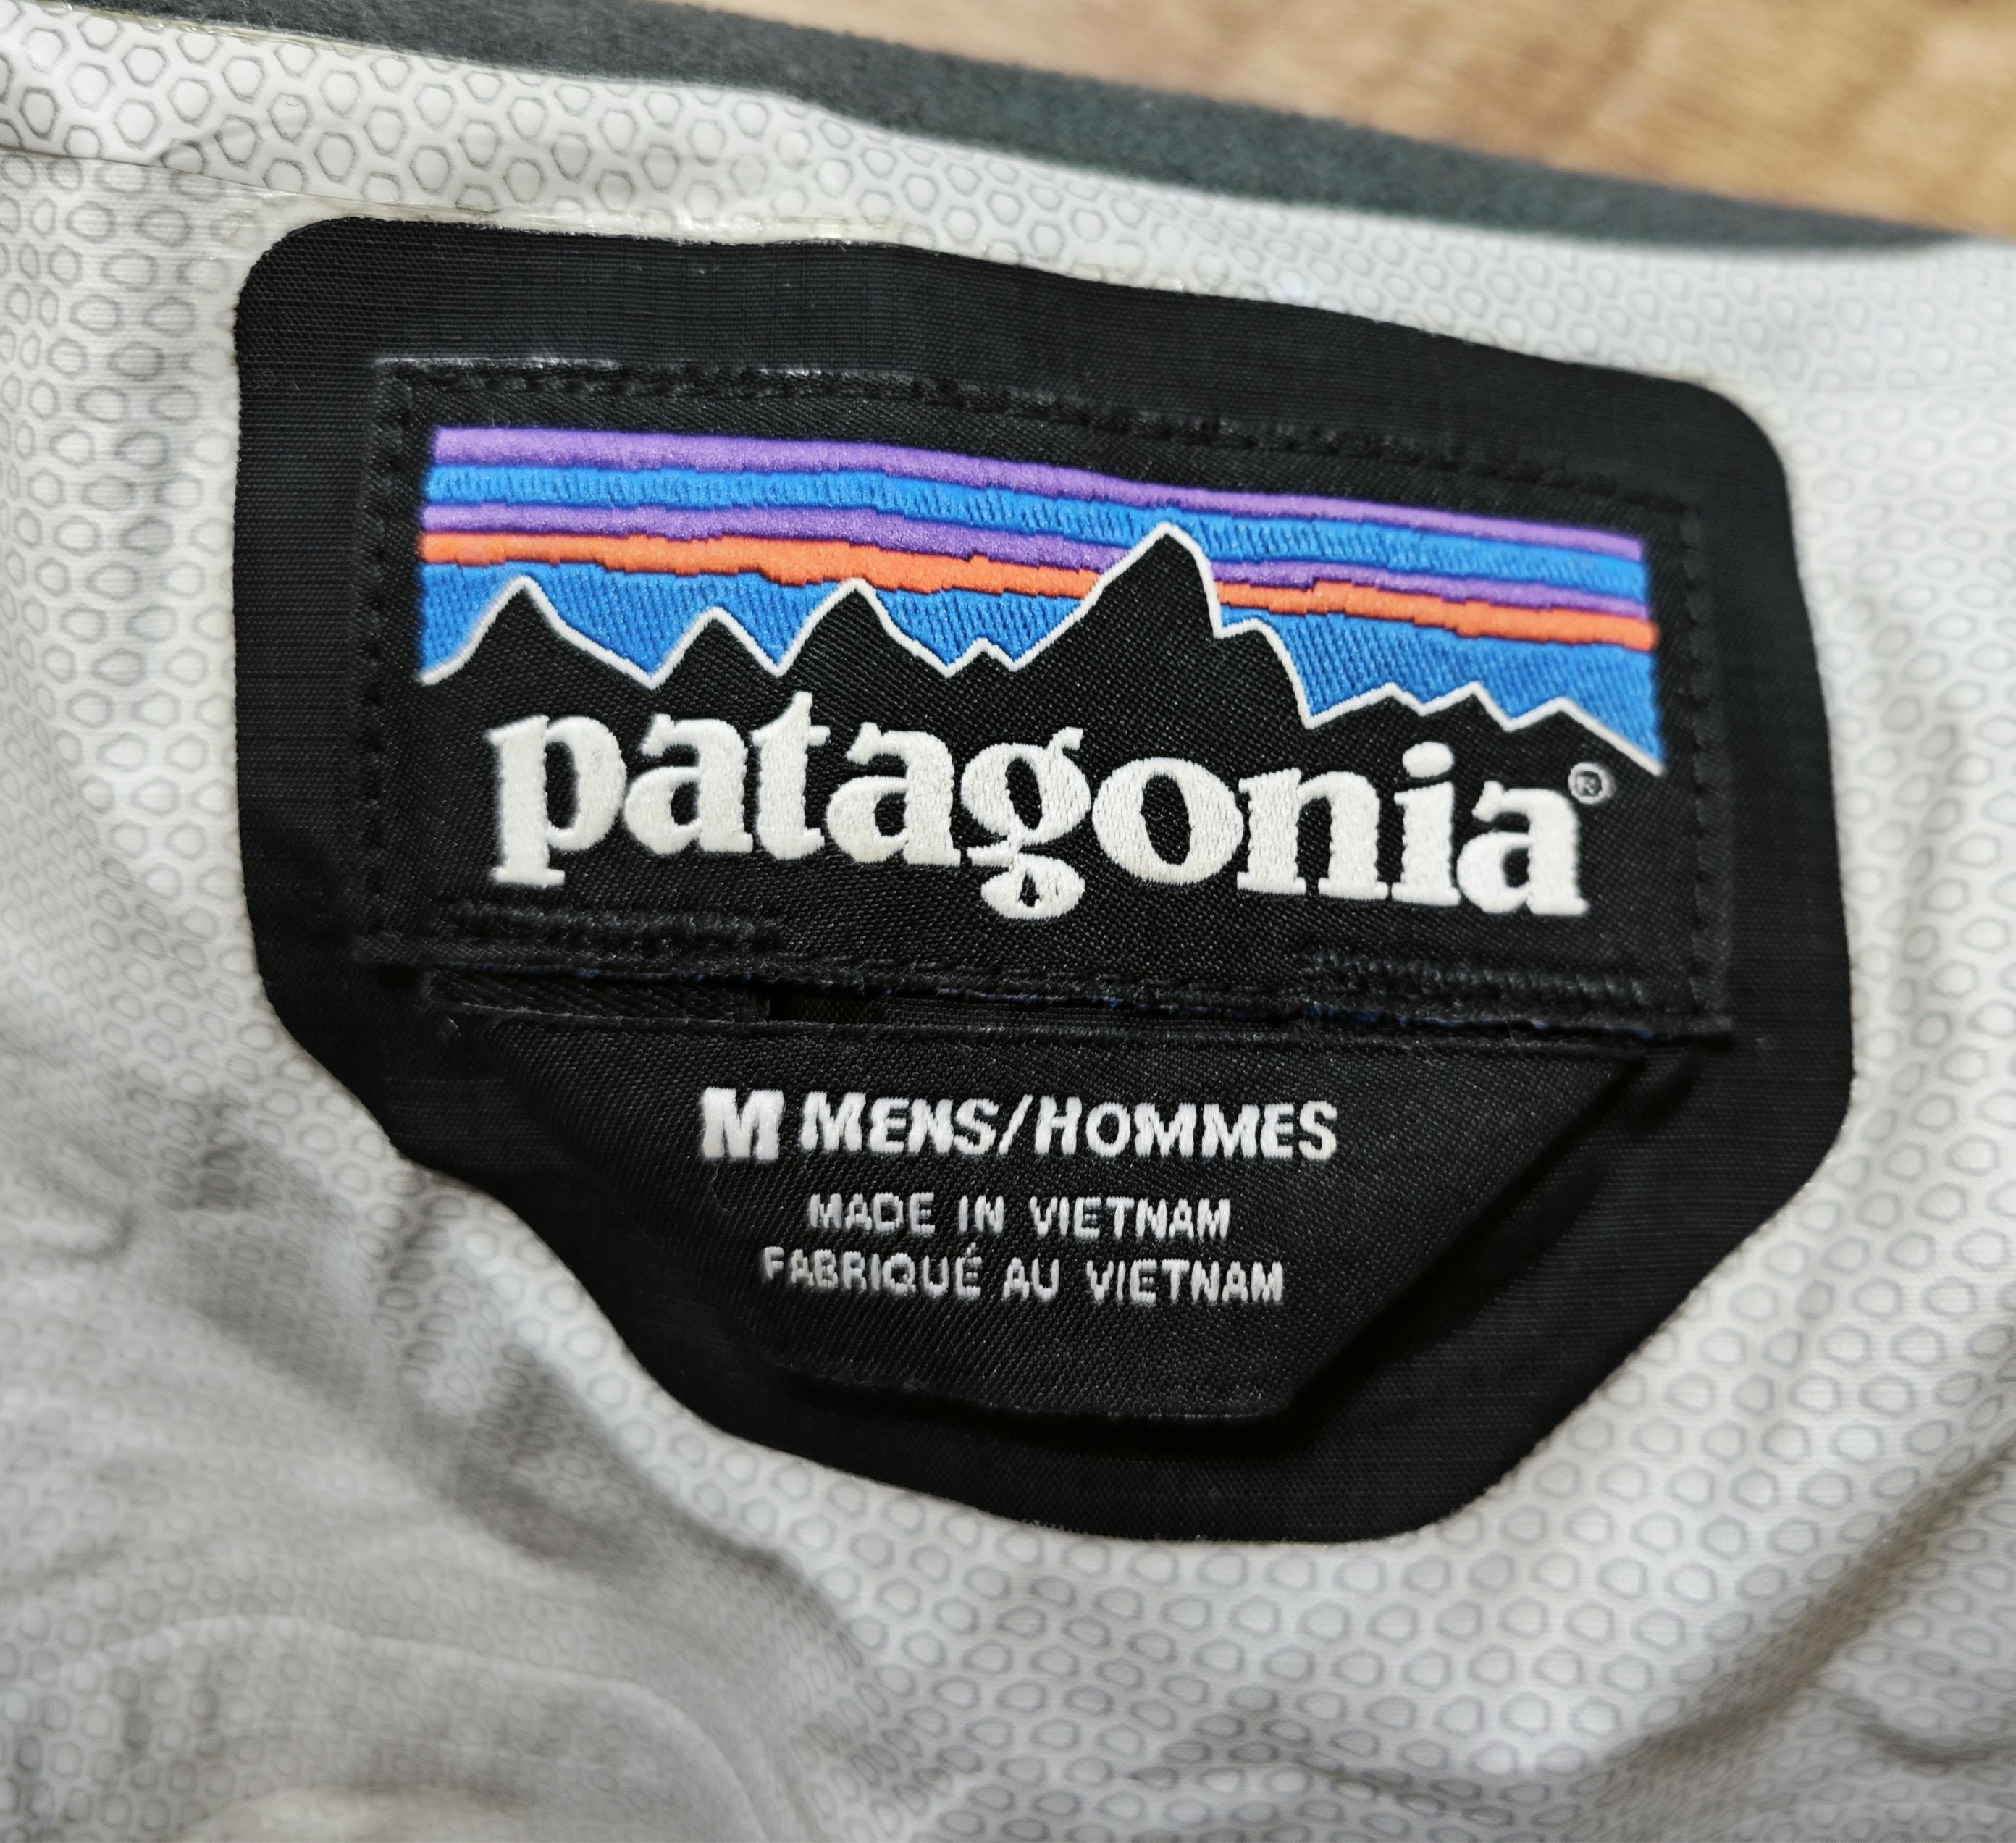 patagonia®
M MENS/HOMMES
MADE IN VIETNAM
FABRIQUÉ AU VIETNAM